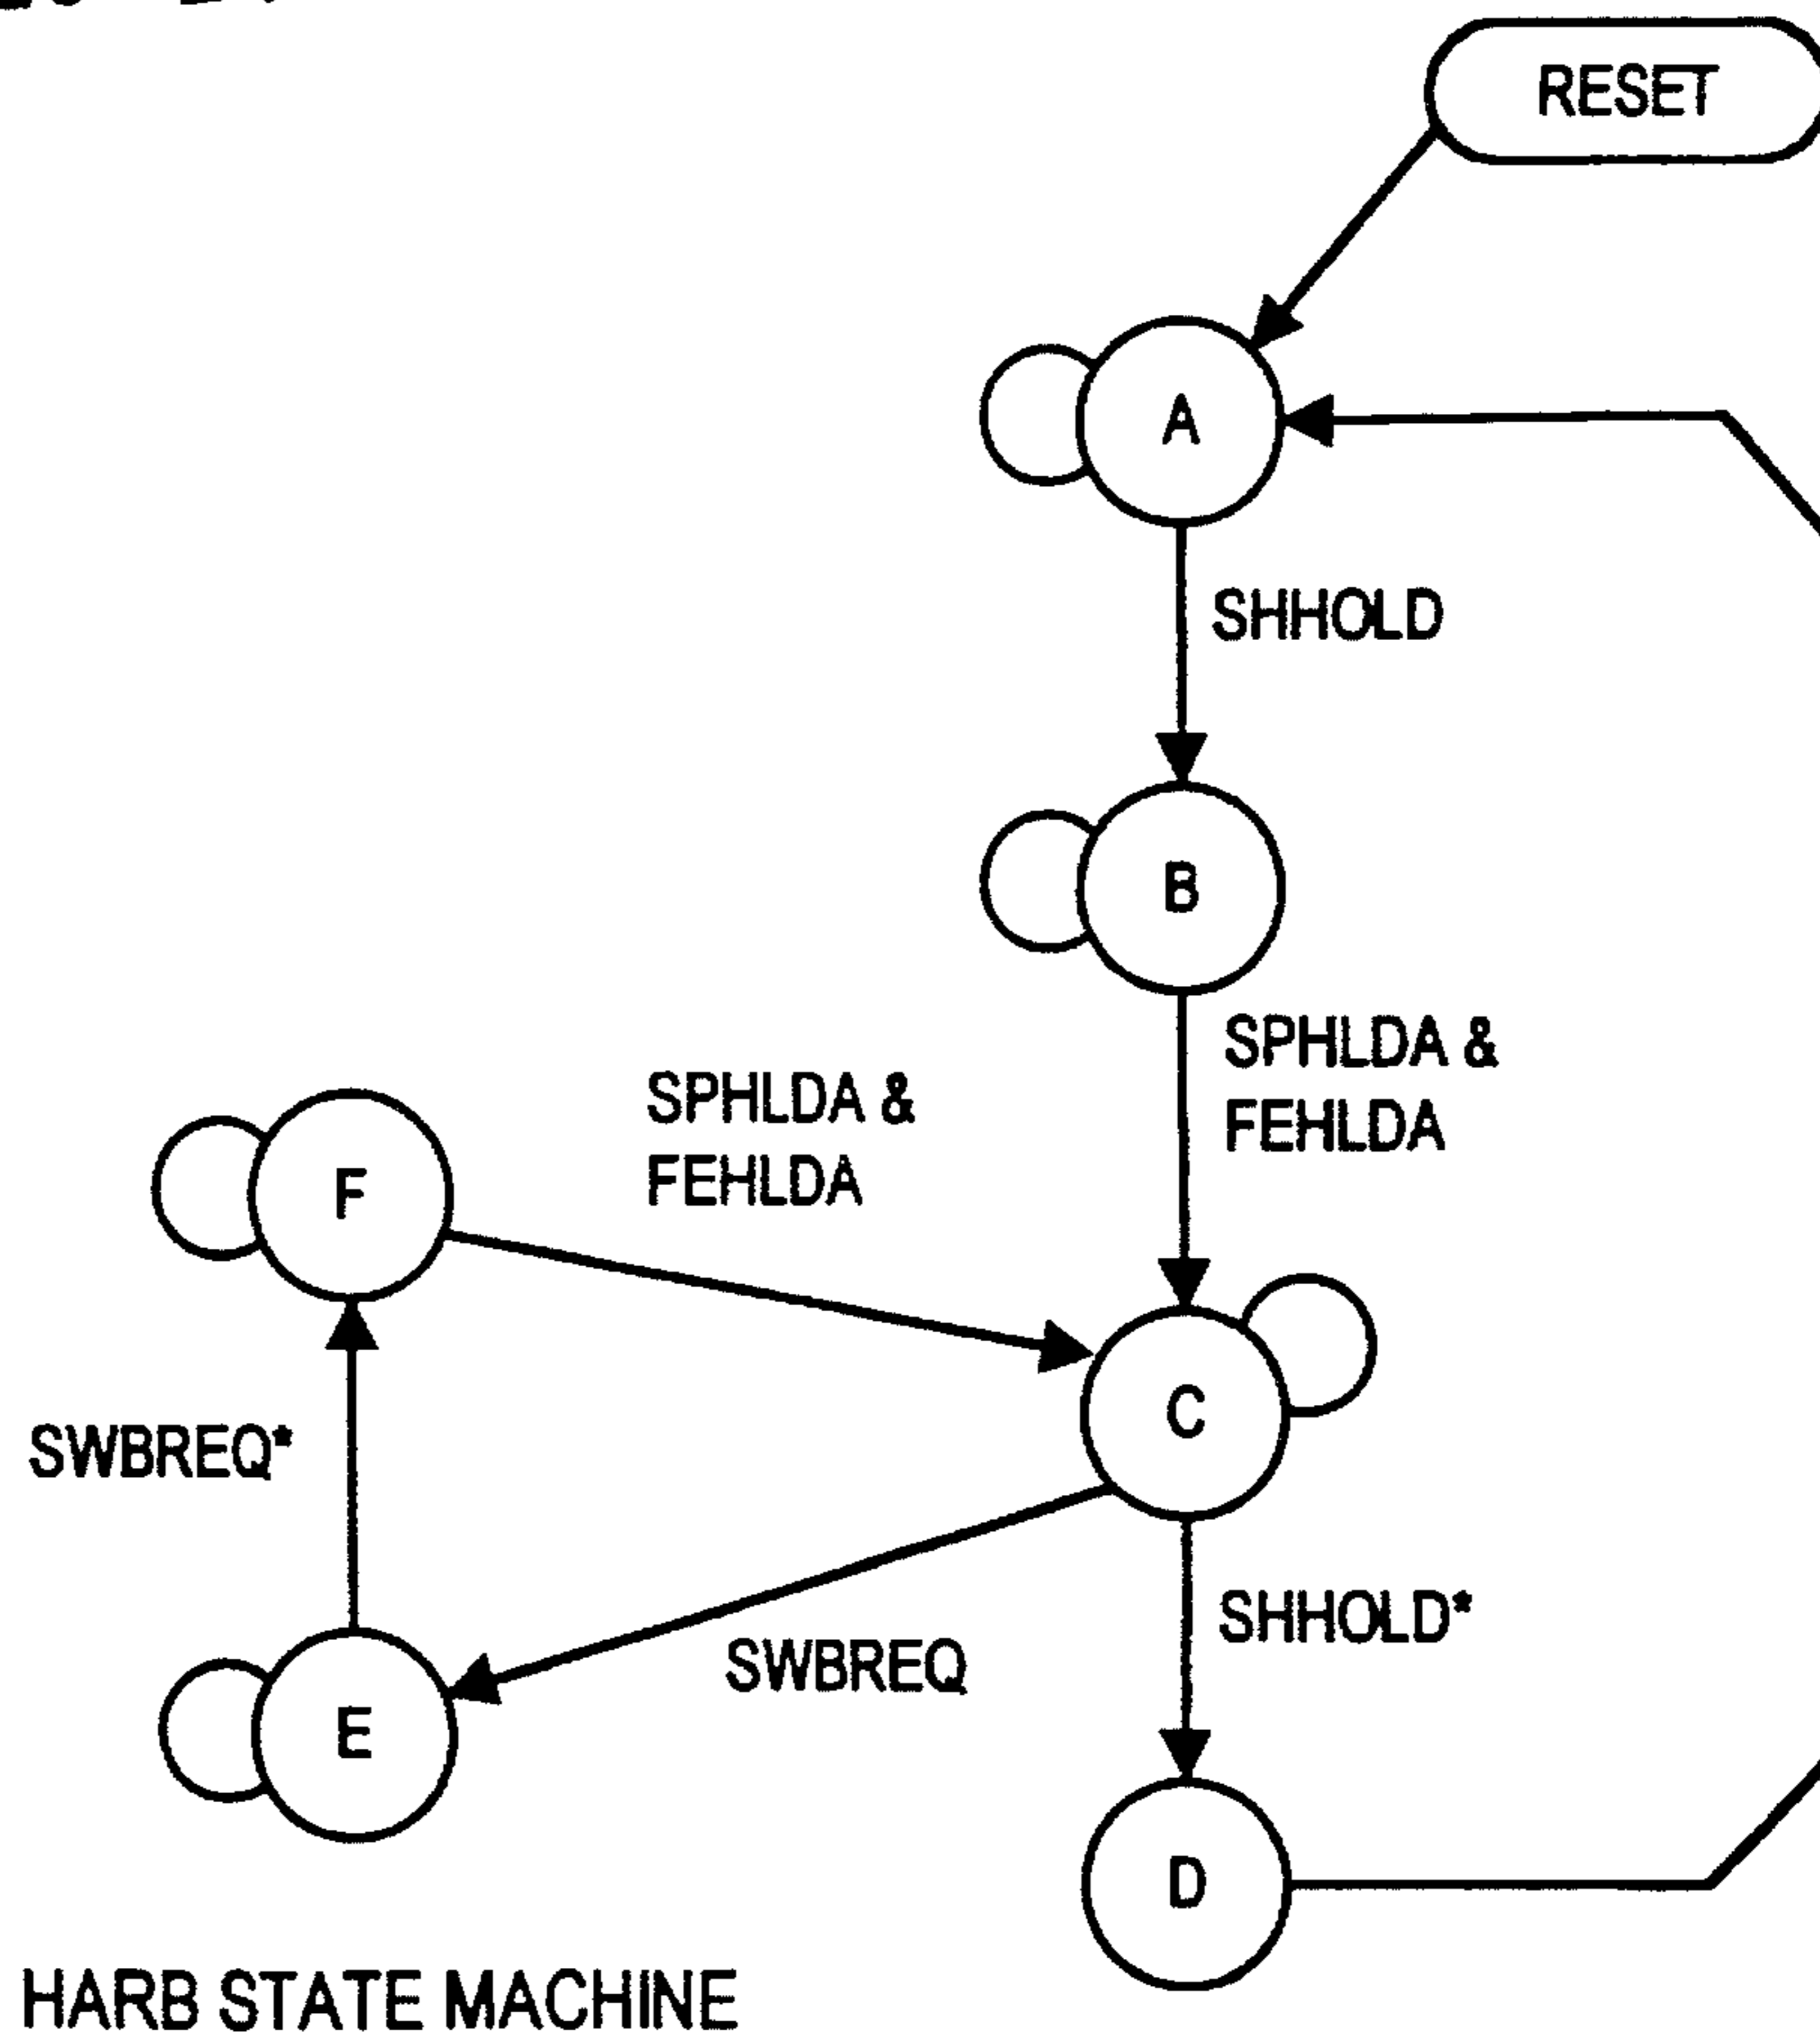 RESET
A
SHHOLD
B
SPHLDA &
FEHLDA
SPHLDA &
FEHLDA
F
C
SWBREQ*
SHHOLD*
SWBREQ
E
D
HARB STATE MACHINE